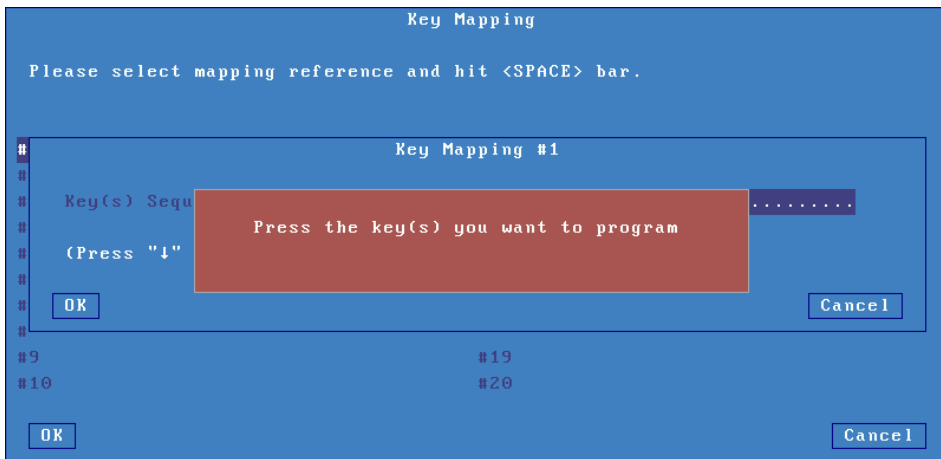 Key Mapping
Please select mapping reference and hit <SPACE> bar.
#
Key Mapping #1
#
# Key(s) Sequ .........
# Press the key(s) you want to program
# (Press "↓"
#
# OK Cancel
#
#9 #19
#10 #20
OK Cancel